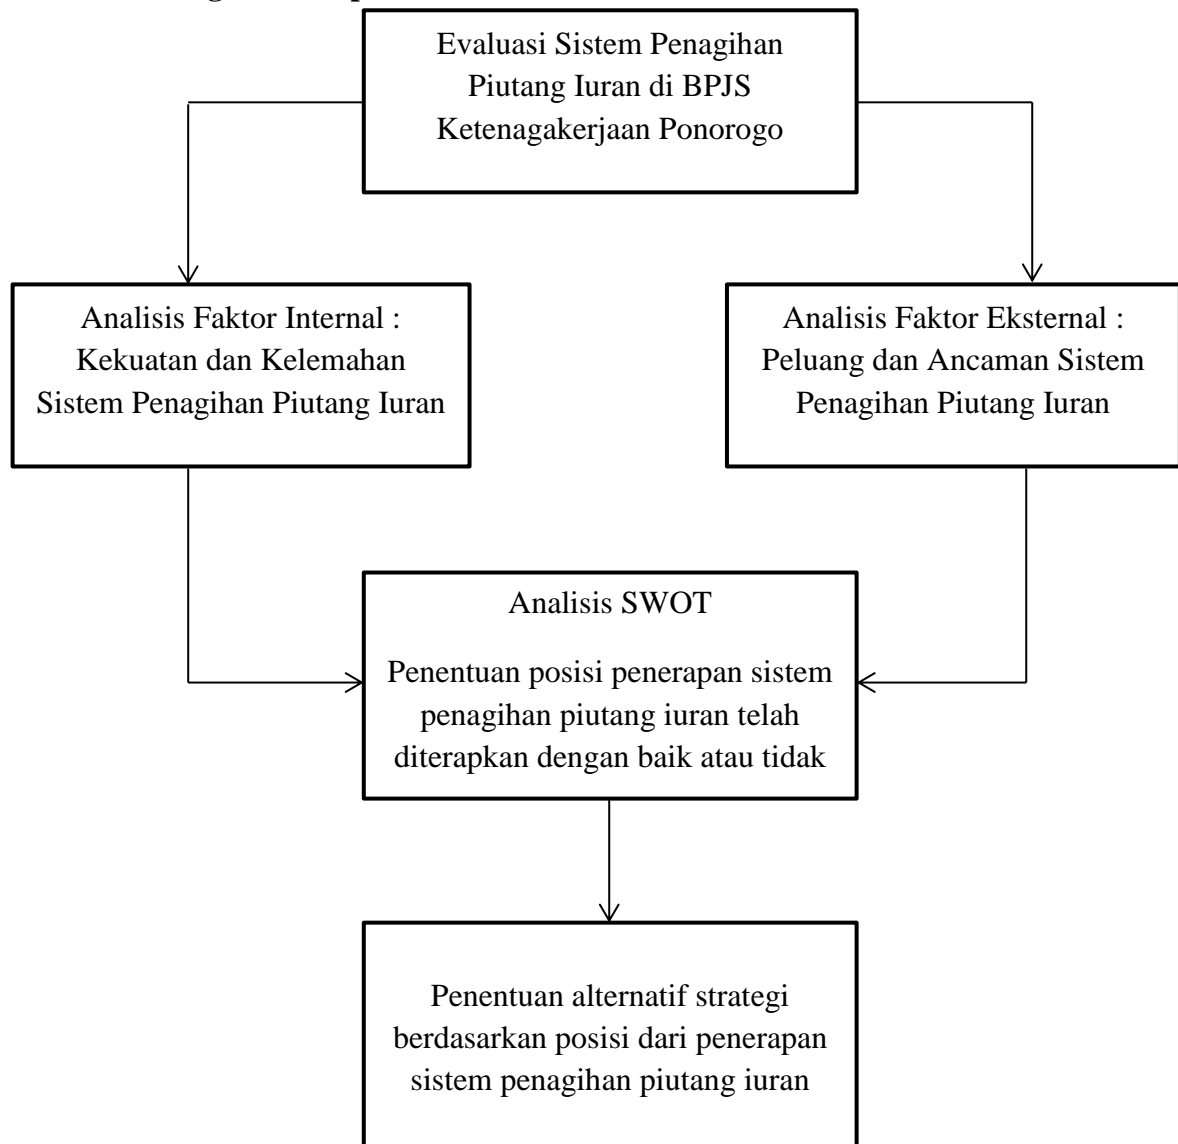 Evaluasi Sistem Penagihan
Piutang Iuran di BPJS
Ketenagakerjaan Ponorogo
Analisis Faktor Internal :
Kekuatan dan Kelemahan
Sistem Penagihan Piutang Iuran
Analisis Faktor Eksternal :
Peluang dan Ancaman Sistem
Penagihan Piutang Iuran
Analisis SWOT
Penentuan posisi penerapan sistem
penagihan piutang iuran telah
diterapkan dengan baik atau tidak
Penentuan alternatif strategi
berdasarkan posisi dari penerapan
sistem penagihan piutang iuran